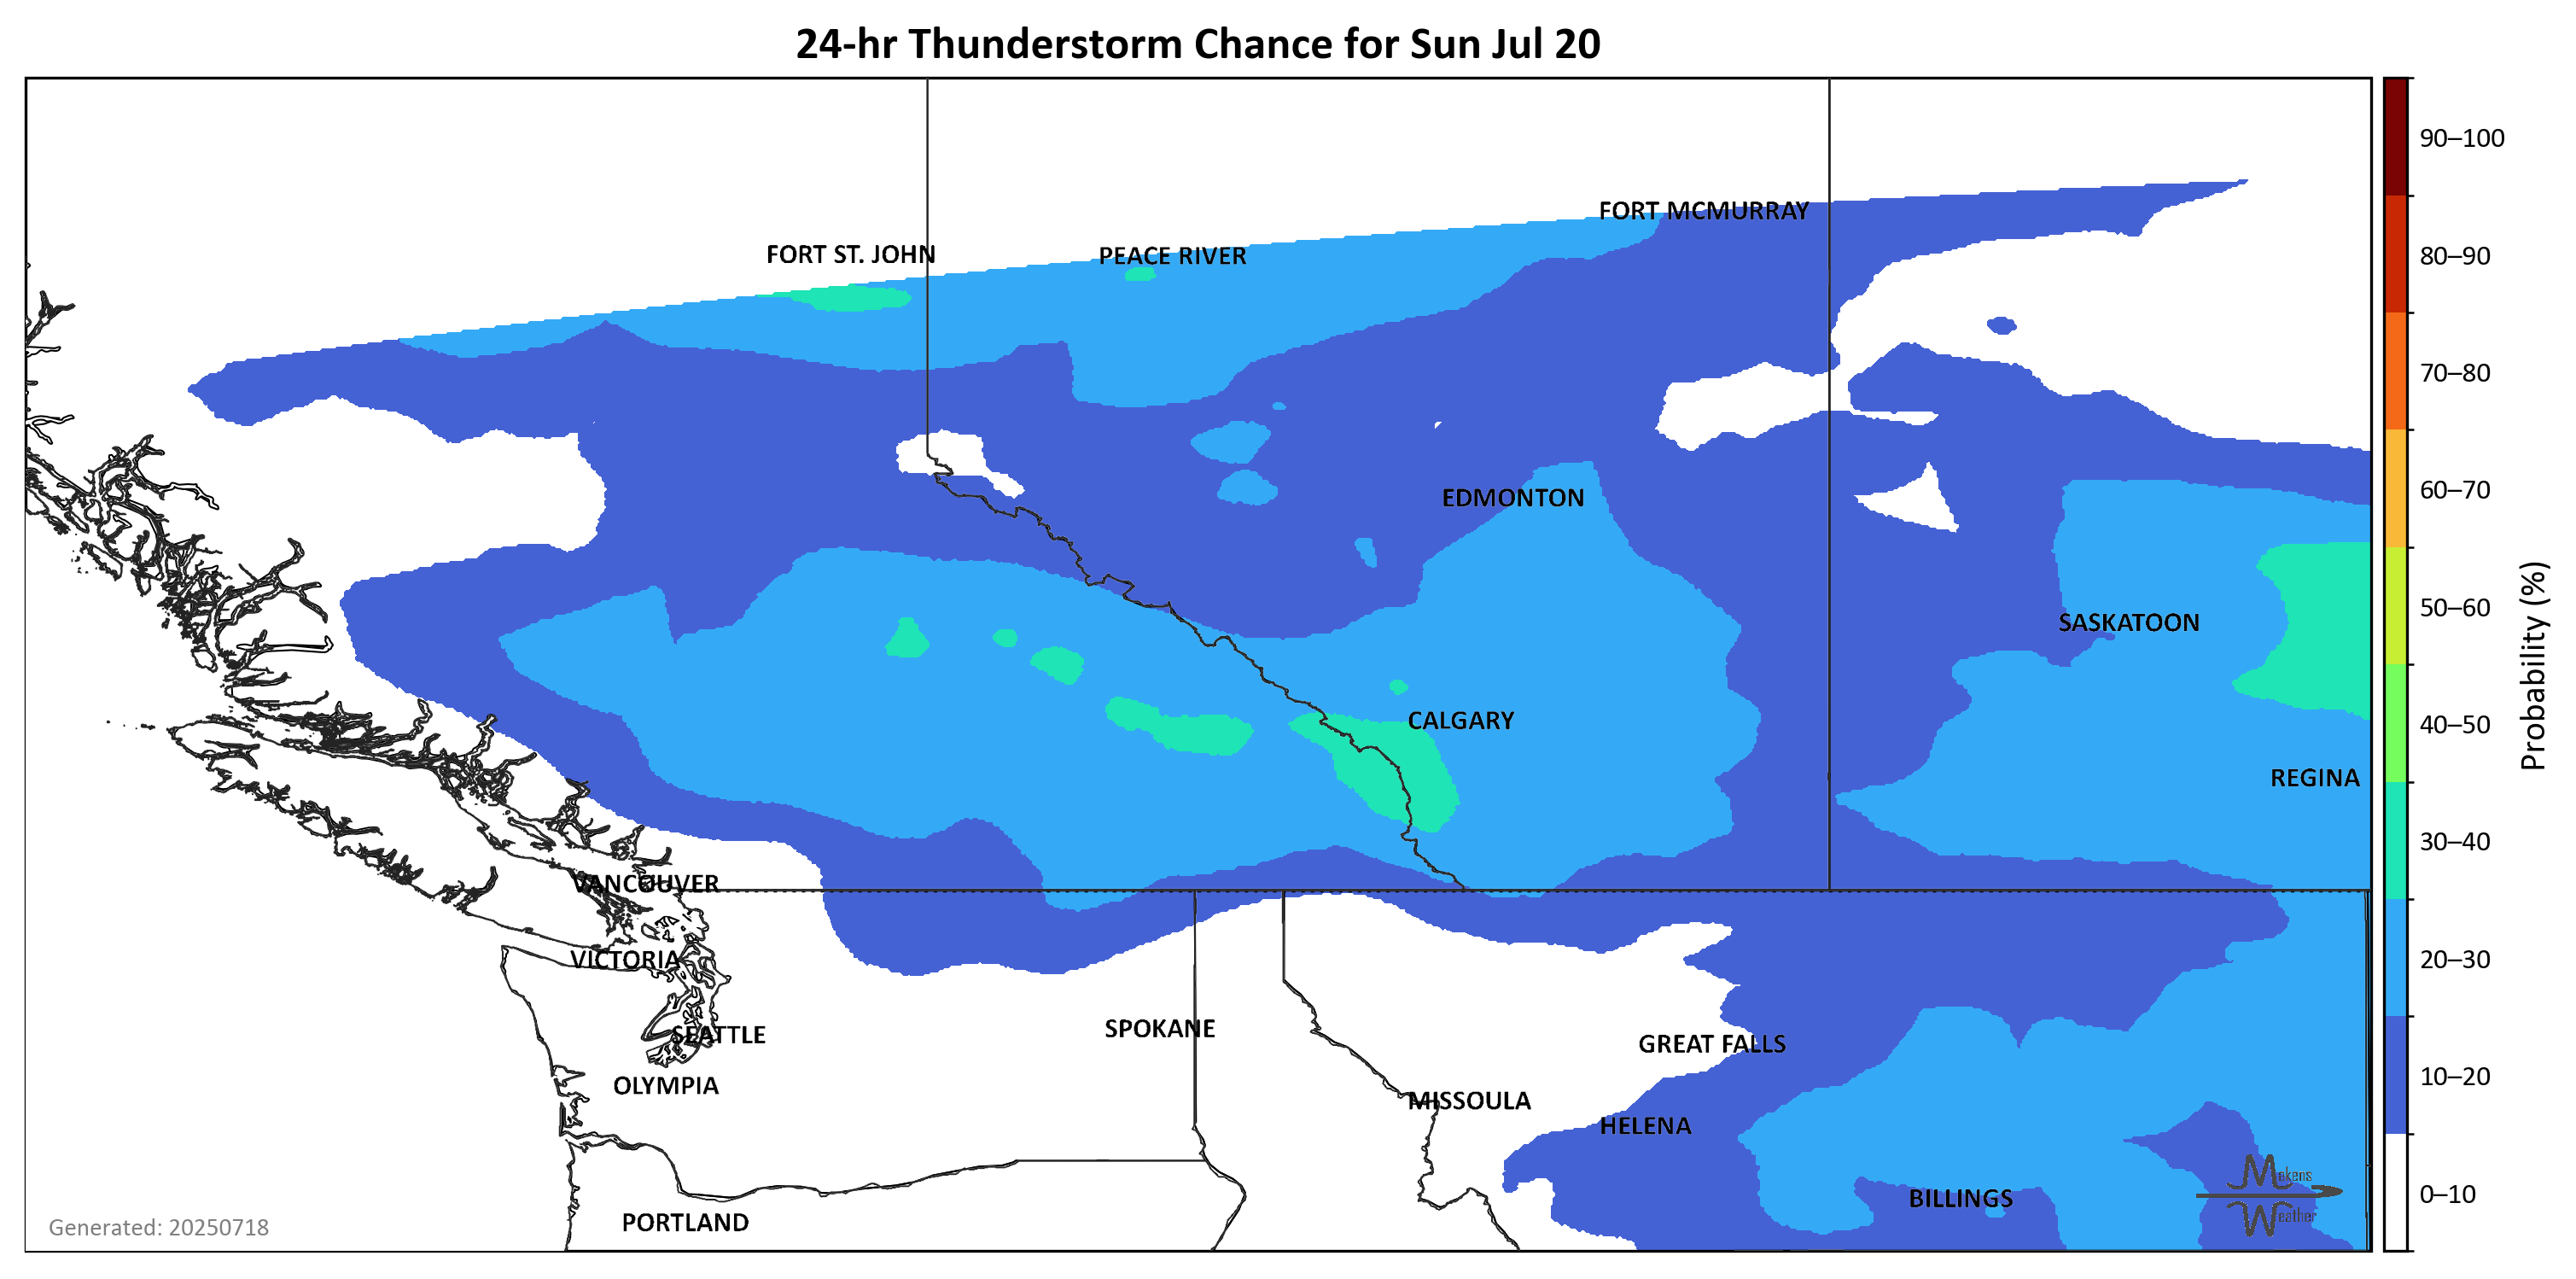 24-hr Thunderstorm Chance for Sun Jul 20
90–100
FORT MCMURRAY
FORT ST. JOHN
PEACE RIVER
80–90
70–80
EDMONTON
60–70
SASKATOON
50–60
CALGARY
40–50
REGINA
Probability (%)
30–40
VANCOUVER
VICTORIA
20–30
SPOKANE
SEATTLE
GREAT FALLS
OLYMPIA
10–20
MISSOULA
HELENA
Mekens
Weather
BILLINGS
0–10
PORTLAND
Generated: 20250718